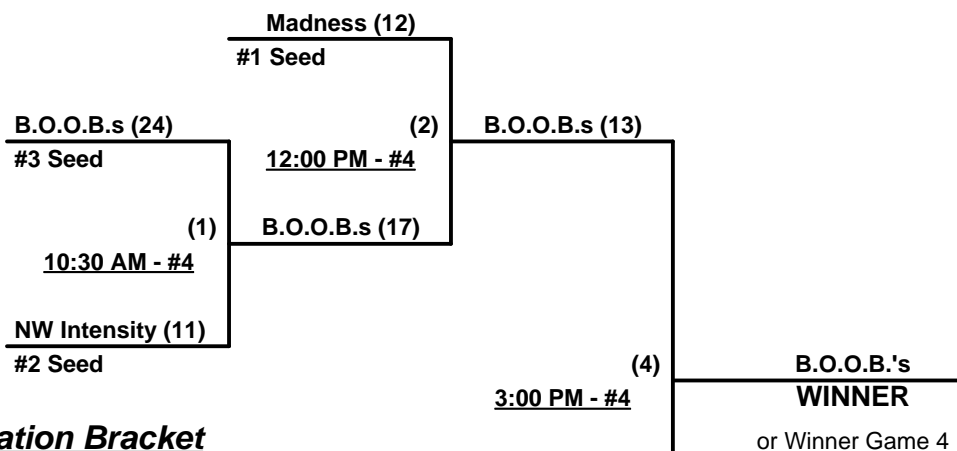 Madness (12)
#1 Seed
B.O.O.B.s (24)
(2)
B.O.O.B.s (13)
#3 Seed
12:00 PM - #4
(1)
B.O.O.B.s (17)
10:30 AM - #4
NW Intensity (11)
#2 Seed
(4)
B.O.O.B.'s
3:00 PM - #4
WINNER
Bracket
or Winner Game 4